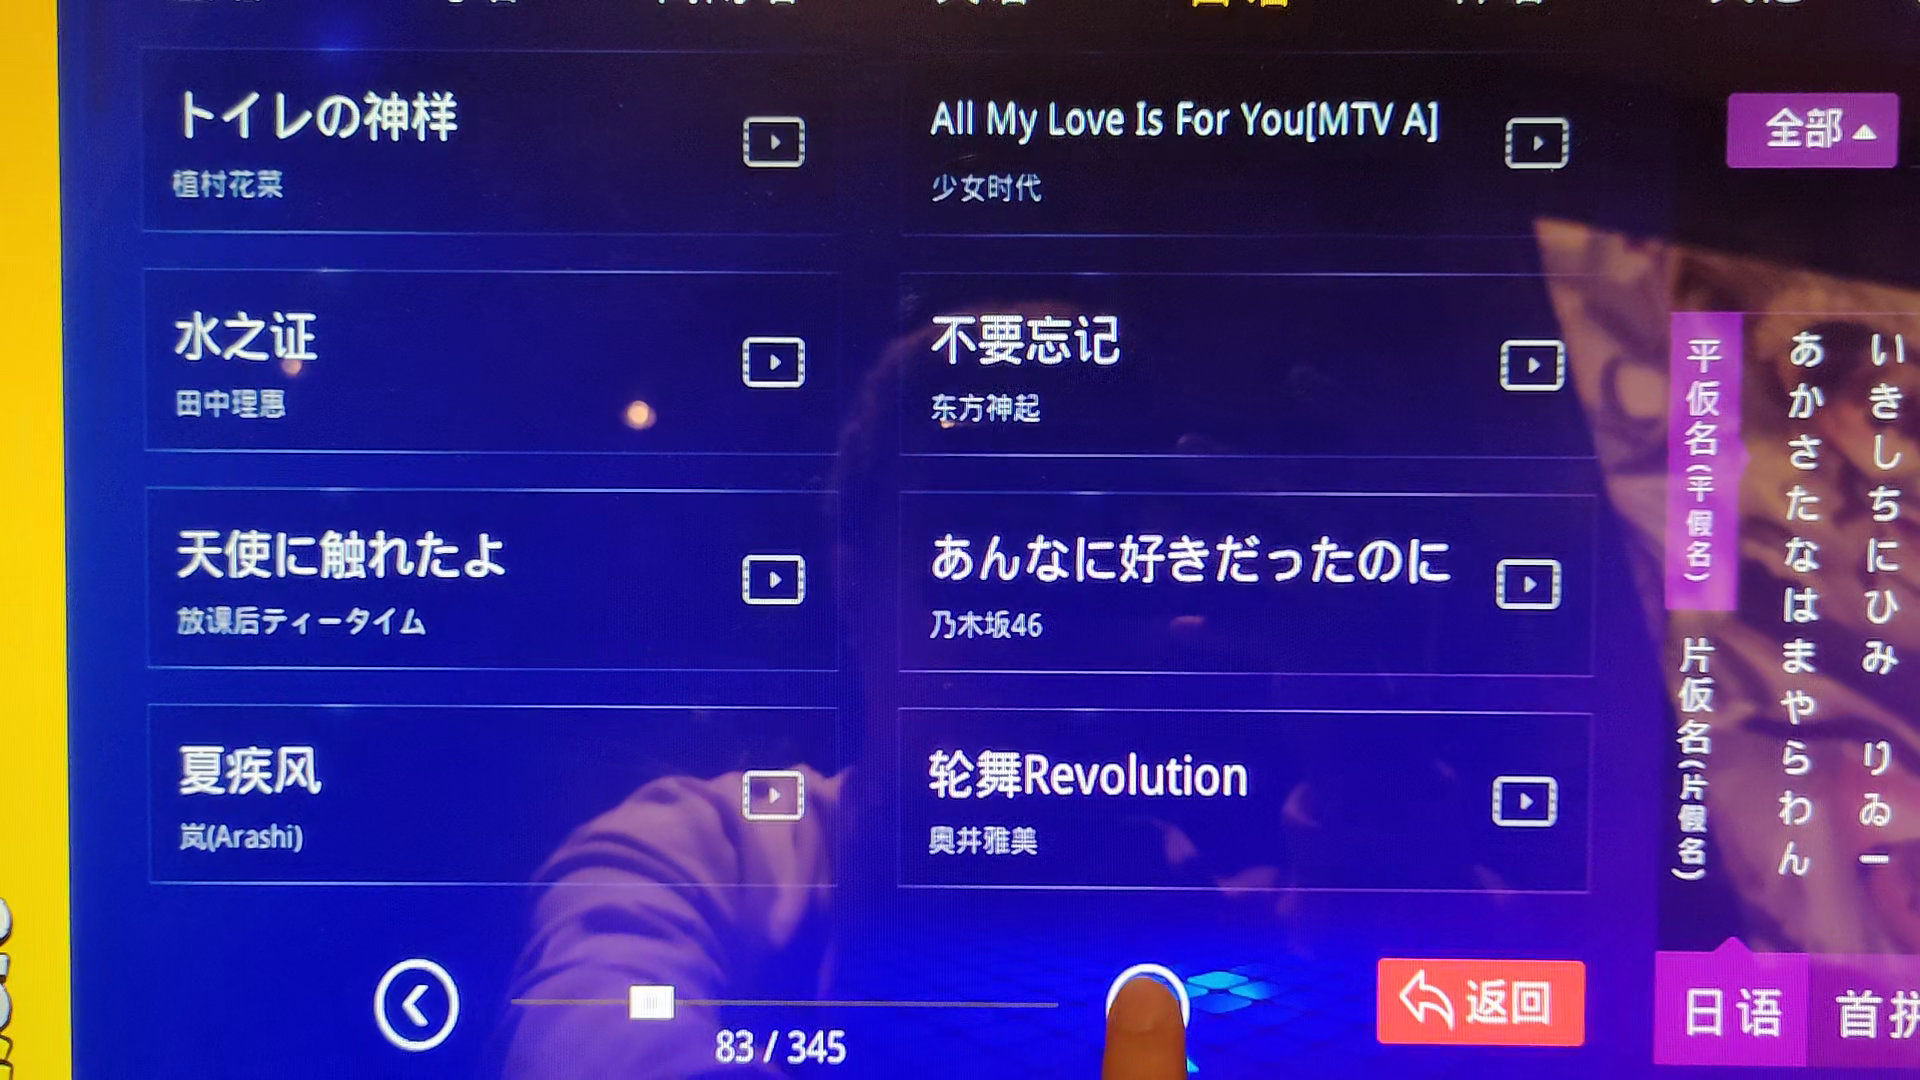 トイレの神样
植村花菜
All My Love Is For You[MTV A]
少女时代
全部
水之证
田中理惠
不要忘记
东方神起
天使に触れたよ
放课后ティータイム
あんなに好きだったのに
乃木坂46
夏疾风
岚(Arashi)
轮舞Revolution
奥井雅美
平仮名(平假名)
片仮名(片假名)
あかさたなはまやらわん
いきしちにひみ りゐー
83 / 345
返回
日语
首拼